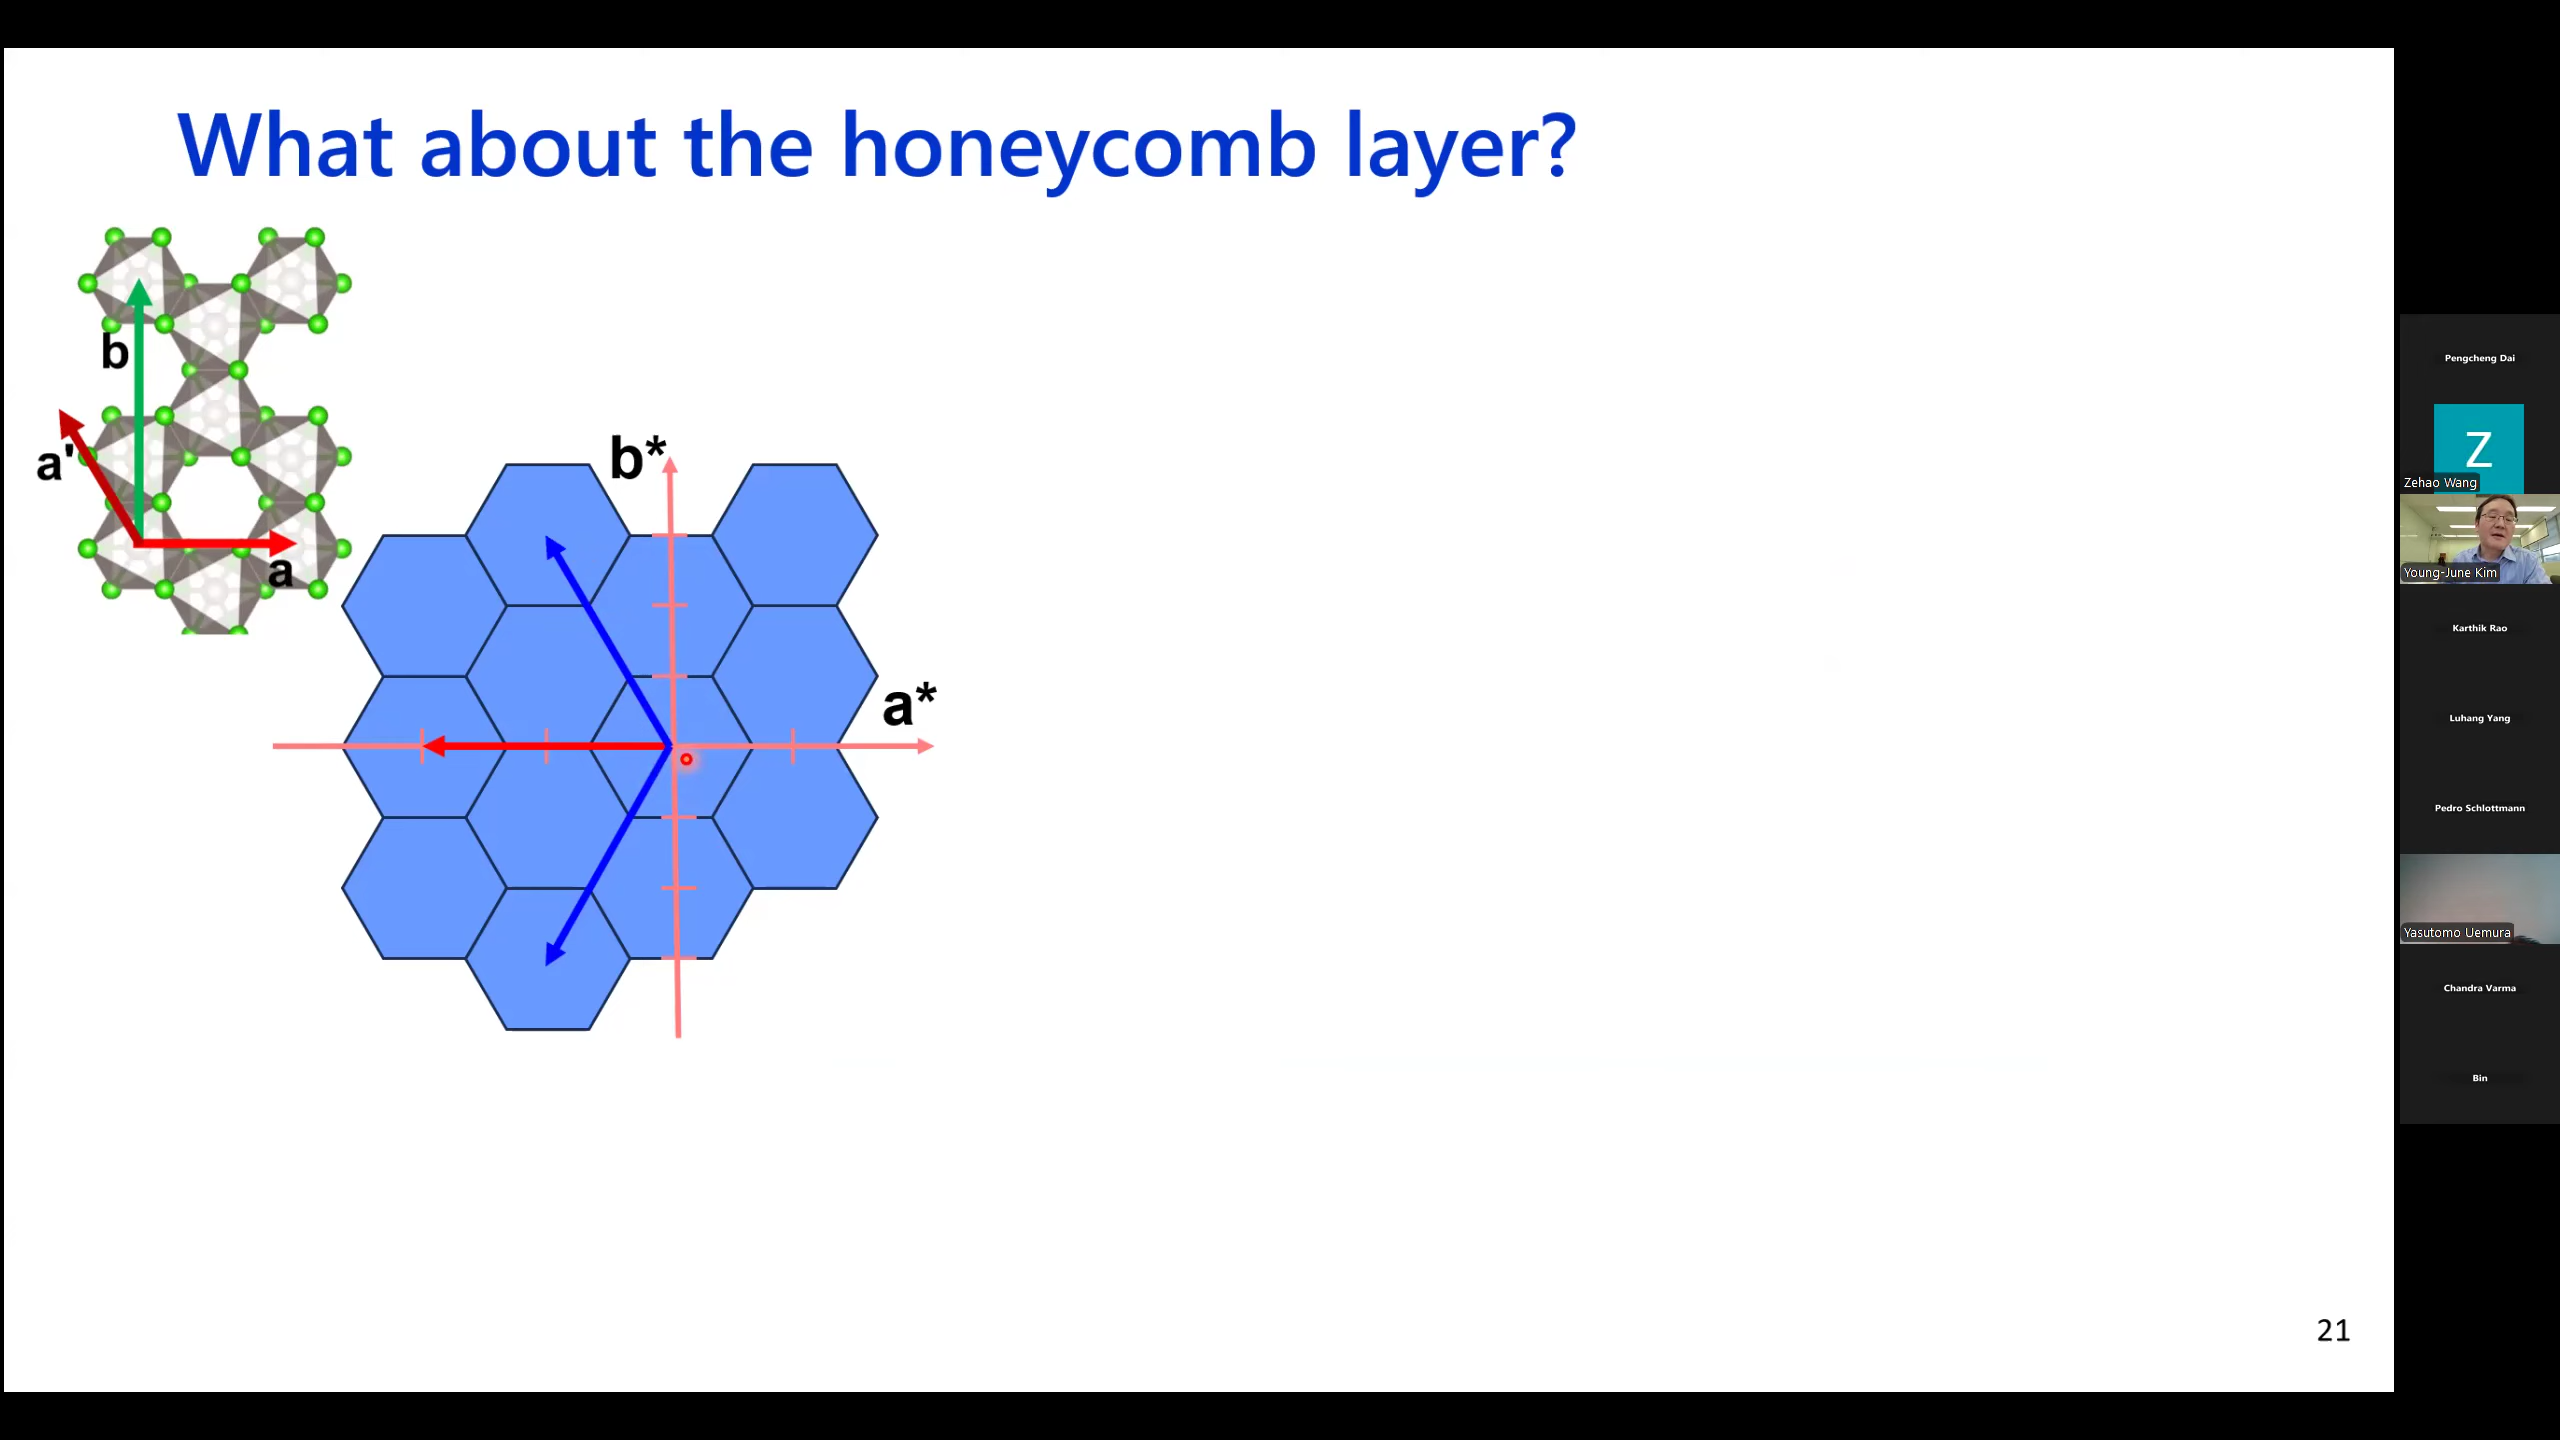 What about the honeycomb layer?
b
a'
a
b*
a*
21
Pengcheng Dai
Z
Zehao Wang
Young-June Kim
Karthik Rao
Luhang Yang
Pedro Schlottmann
Yasutomo Uemura
Chandra Varma
Bin